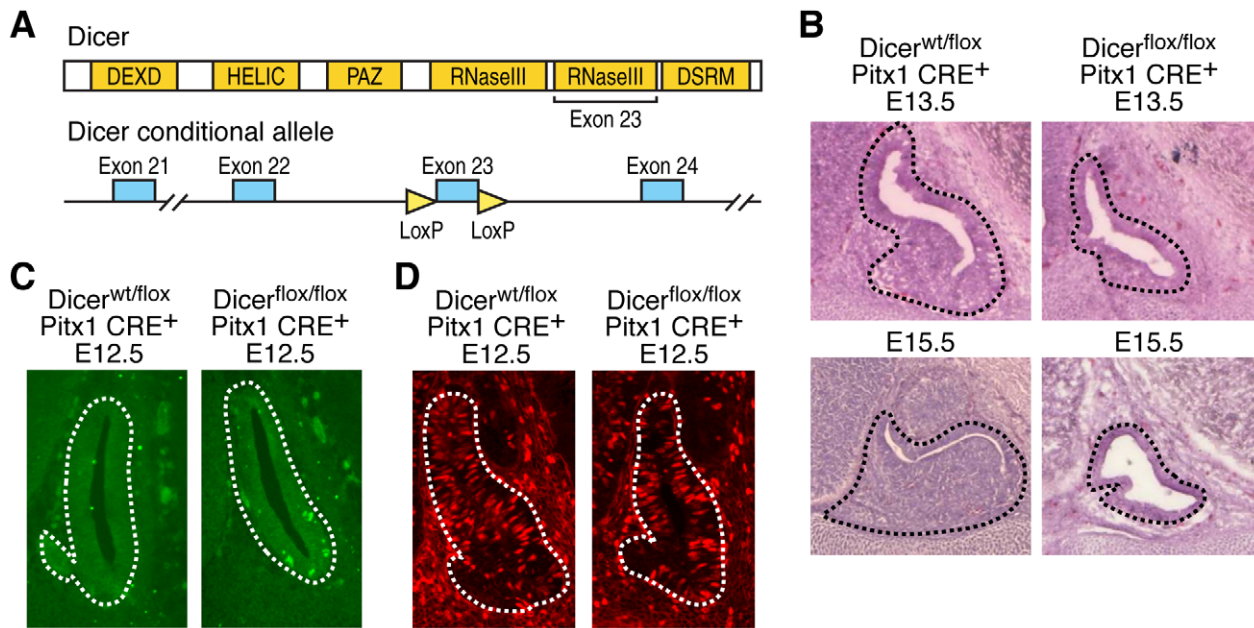 A
Dicer
DEXD HELIC PAZ RNaseIII RNaseIII DSRM
Exon 23
Dicer conditional allele
Exon 21 Exon 22 Exon 23 Exon 24
LoxP LoxP
B
Dicerwt/flox
Pitx1 CRE+
E13.5
Dicerflox/flox
Pitx1 CRE+
E13.5
E15.5
E15.5
C
Dicerwt/flox
Pitx1 CRE+
E12.5
Dicerflox/flox
Pitx1 CRE+
E12.5
D
Dicerwt/flox
Pitx1 CRE+
E12.5
Dicerflox/flox
Pitx1 CRE+
E12.5